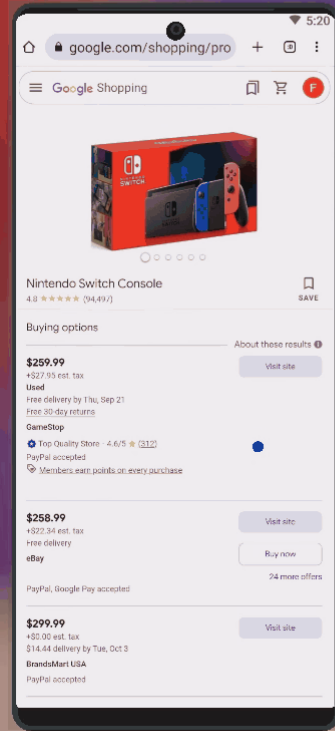 5:20
google.com/shopping/pro
Google Shopping
F
NINTENDO
SWITCH
Nintendo Switch Console
4.8 ★★★★★ (94,497)
SAVE
Buying options
About these results
$259.99
Visit site
+$27.95 est. tax
Used
Free delivery by Thu, Sep 21
Free 30-day returns
GameStop
Top Quality Store · 4.6/5 ★ (312)
PayPal accepted
Members earn points on every purchase
$258.99
Visit site
+$22.34 est. tax
Free delivery
Buy now
eBay
24 more offers
PayPal, Google Pay accepted
$299.99
Visit site
+$0.00 est. tax
$14.44 delivery by Tue, Oct 3
BrandsMart USA
PayPal accepted